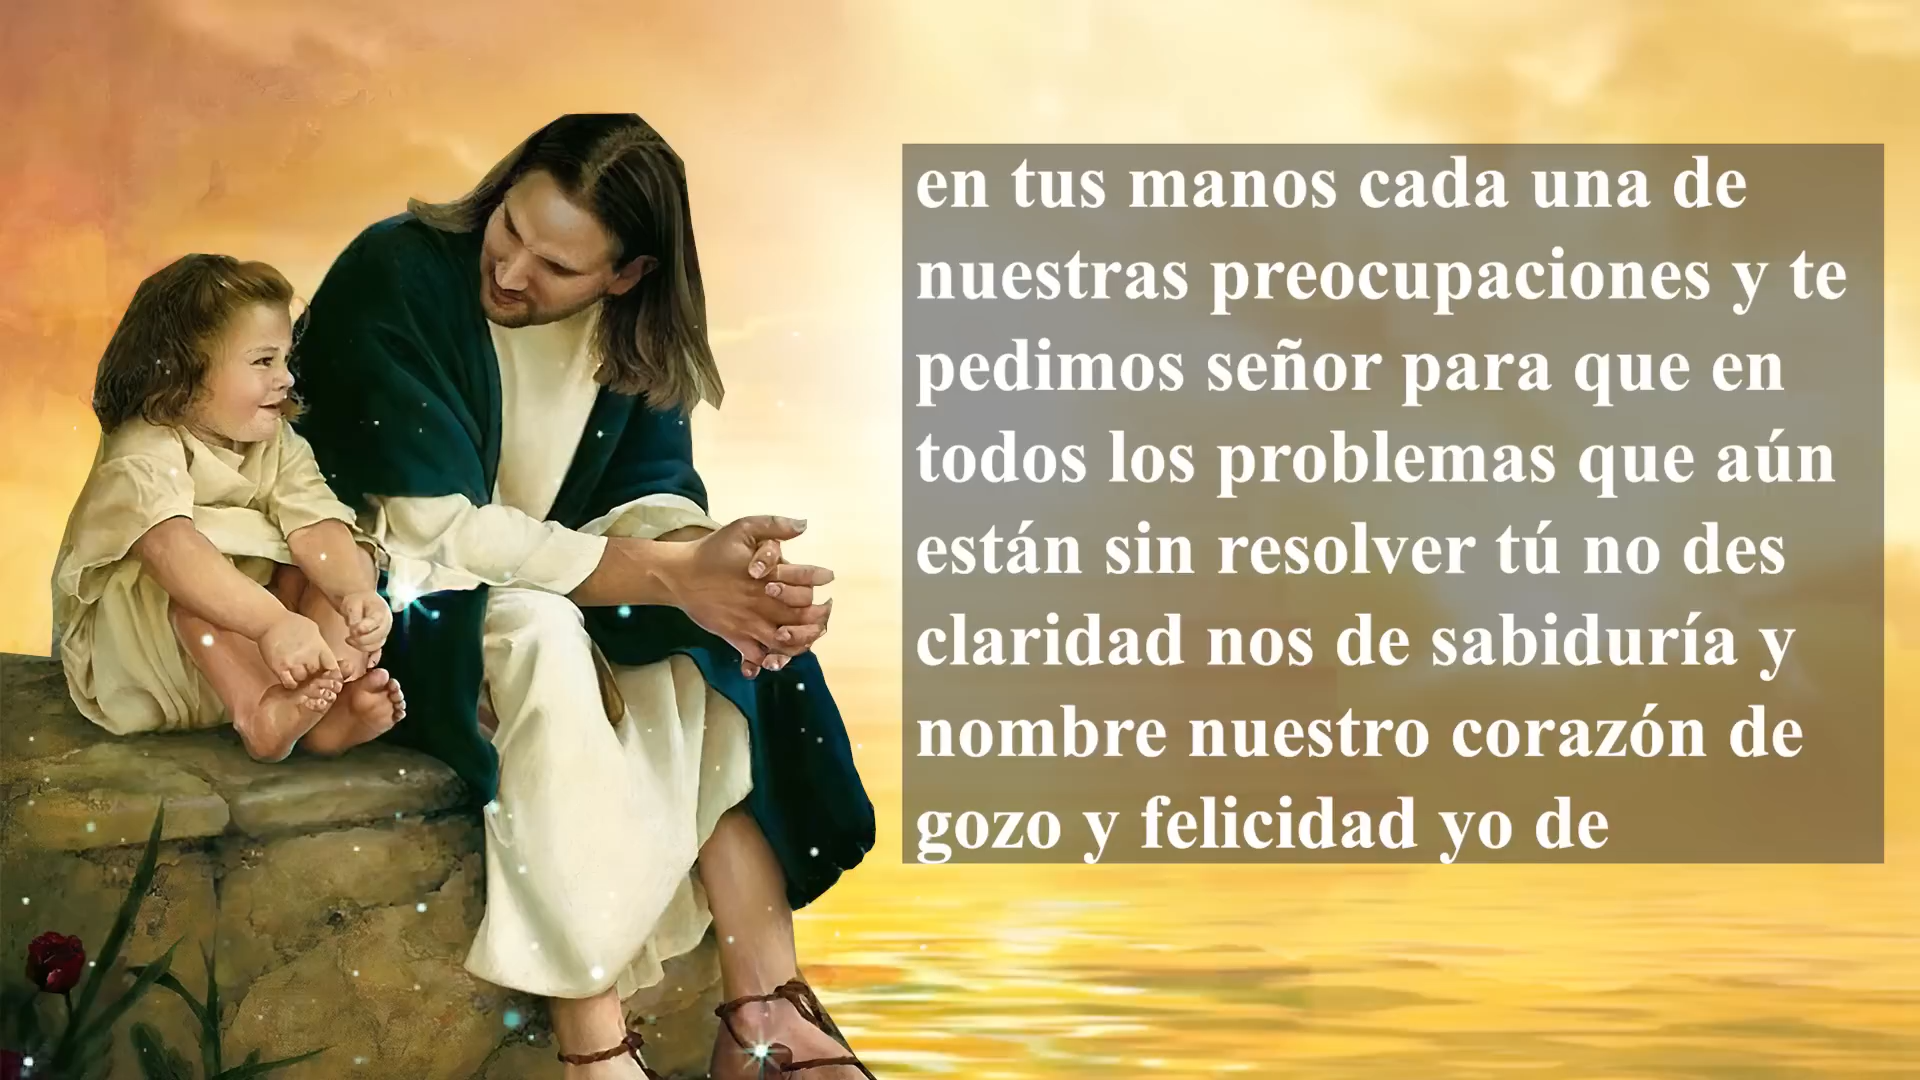 en tus manos cada una de
nuestras preocupaciones y te
pedimos señor para que en
todos los problemas que aún
están sin resolver tú no des
claridad nos de sabiduría y
nombre nuestro corazón de
gozo y felicidad yo de